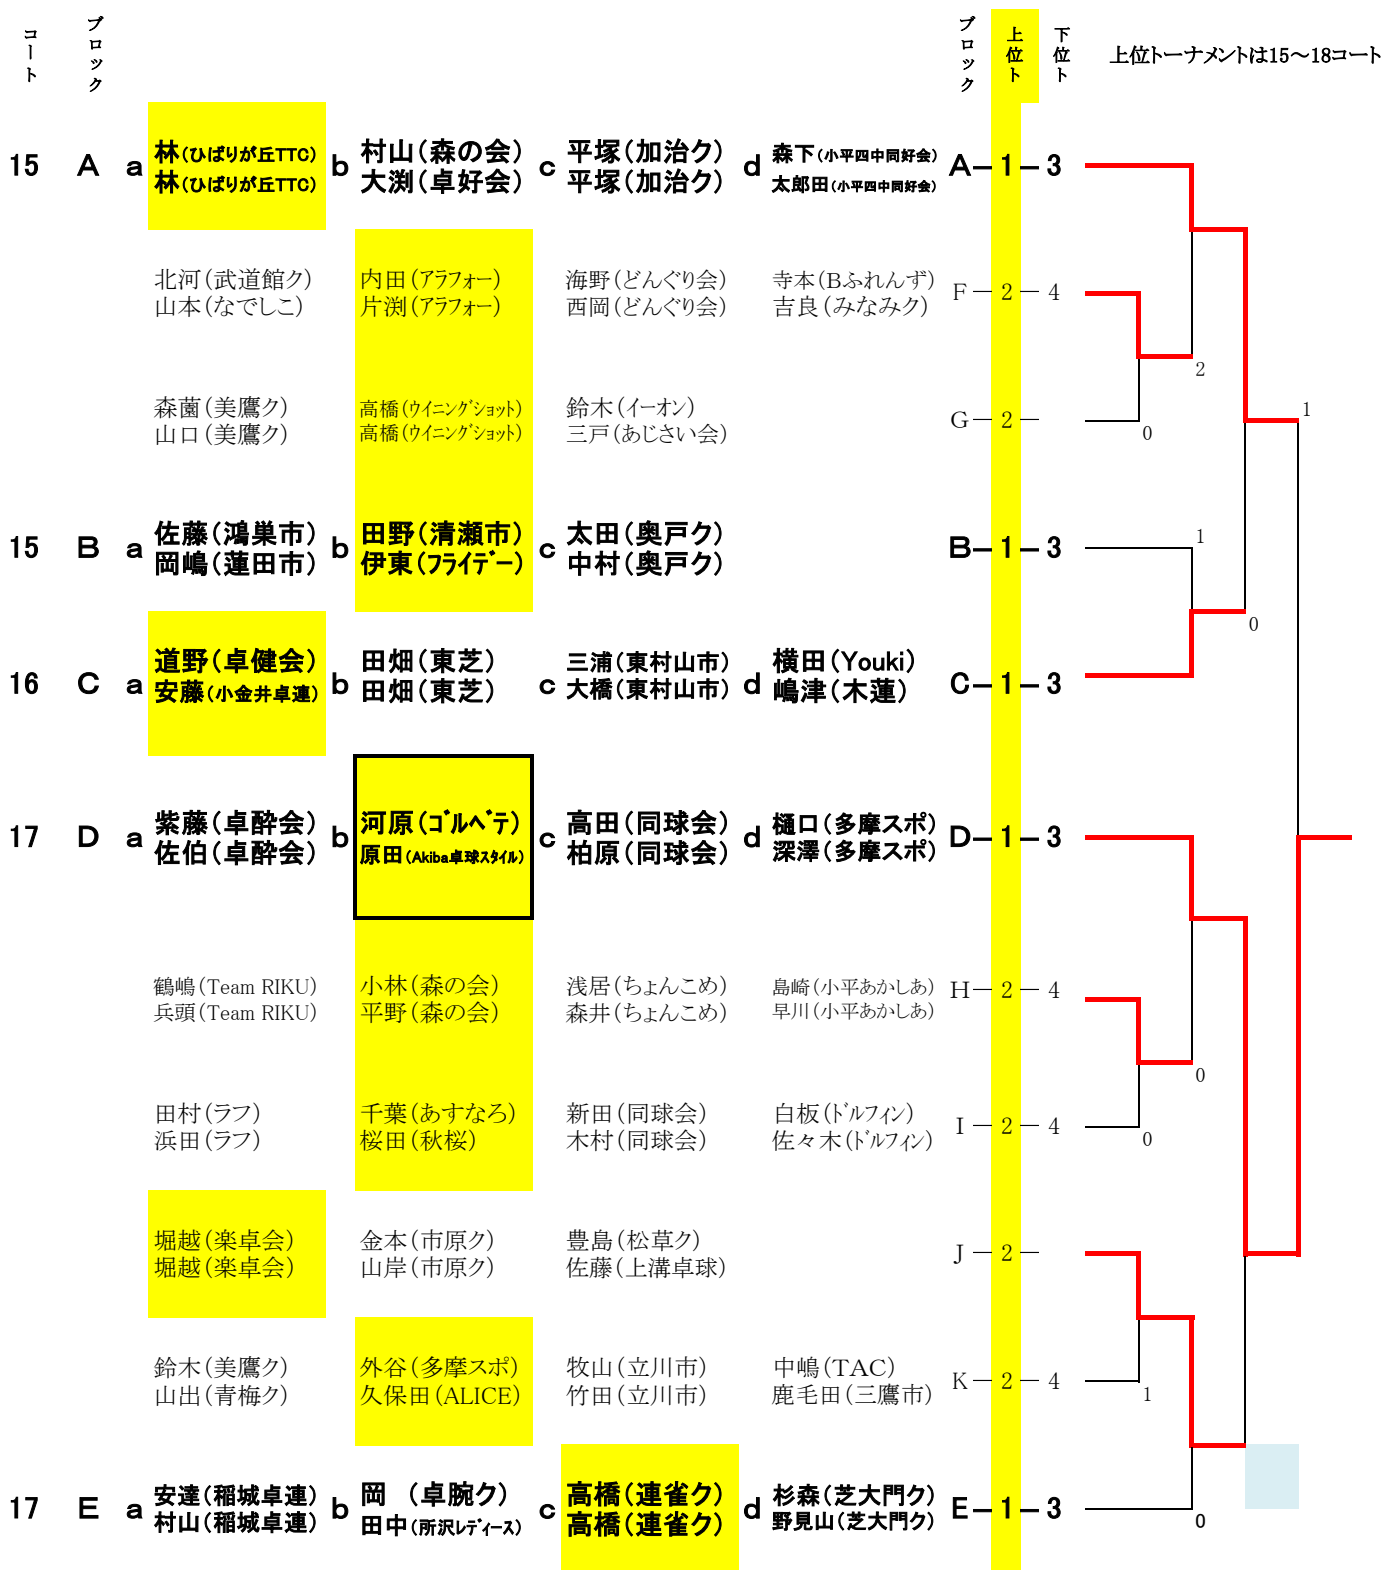 コート ブロック ブロック 上位ト 下位ト 上位トーナメントは15～18コート
15 A a 林(ひばりが丘TTC) b 村山(森の会) c 平塚(加治ク) d 森下(小平四中同好会) A 1 3
林(ひばりが丘TTC) 大渕(卓好会) 平塚(加治ク) 太郎田(小平四中同好会)
北河(武道館ク) 内田(アラフォー) 海野(どんぐり会) 寺本(Bふれんず) F 2 4
山本(なでしこ) 片渕(アラフォー) 西岡(どんぐり会) 吉良(みなみク)
2
森薗(美鷹ク) 高橋(ウイニングショット) 鈴木(イーオン) G 2 1
山口(美鷹ク) 高橋(ウイニングショット) 三戸(あじさい会) 0
15 B a 佐藤(鴻巣市) b 田野(清瀬市) c 太田(奥戸ク) B 1 3 1
岡嶋(蓮田市) 伊東(フライデー) 中村(奥戸ク)
0
16 C a 道野(卓健会) b 田畑(東芝) c 三浦(東村山市) d 横田(Youki) C 1 3
安藤(小金井卓連) 田畑(東芝) 大橋(東村山市) 嶋津(木蓮)
17 D a 紫藤(卓酔会) b 河原(ゴルベテ) c 高田(同球会) d 樋口(多摩スポ) D 1 3
佐伯(卓酔会) 原田(Akiba卓球スタイル) 柏原(同球会) 深澤(多摩スポ)
鶴嶋(Team RIKU) 小林(森の会) 浅居(ちょんこめ) 島崎(小平あかしあ) H 2 4
兵頭(Team RIKU) 平野(森の会) 森井(ちょんこめ) 早川(小平あかしあ)
0
田村(ラフ) 千葉(あすなろ) 新田(同球会) 白板(ドルフィン) I 2 4
浜田(ラフ) 桜田(秋桜) 木村(同球会) 佐々木(ドルフィン) 0
堀越(楽卓会) 金本(市原ク) 豊島(松草ク) J 2
堀越(楽卓会) 山岸(市原ク) 佐藤(上溝卓球)
鈴木(美鷹ク) 外谷(多摩スポ) 牧山(立川市) 中嶋(TAC) K 2 4
山出(青梅ク) 久保田(ALICE) 竹田(立川市) 鹿毛田(三鷹市) 1
17 E a 安達(稲城卓連) b 岡 (卓腕ク) c 高橋(連雀ク) d 杉森(芝大門ク) E 1 3
村山(稲城卓連) 田中(所沢レディース) 高橋(連雀ク) 野見山(芝大門ク) 0